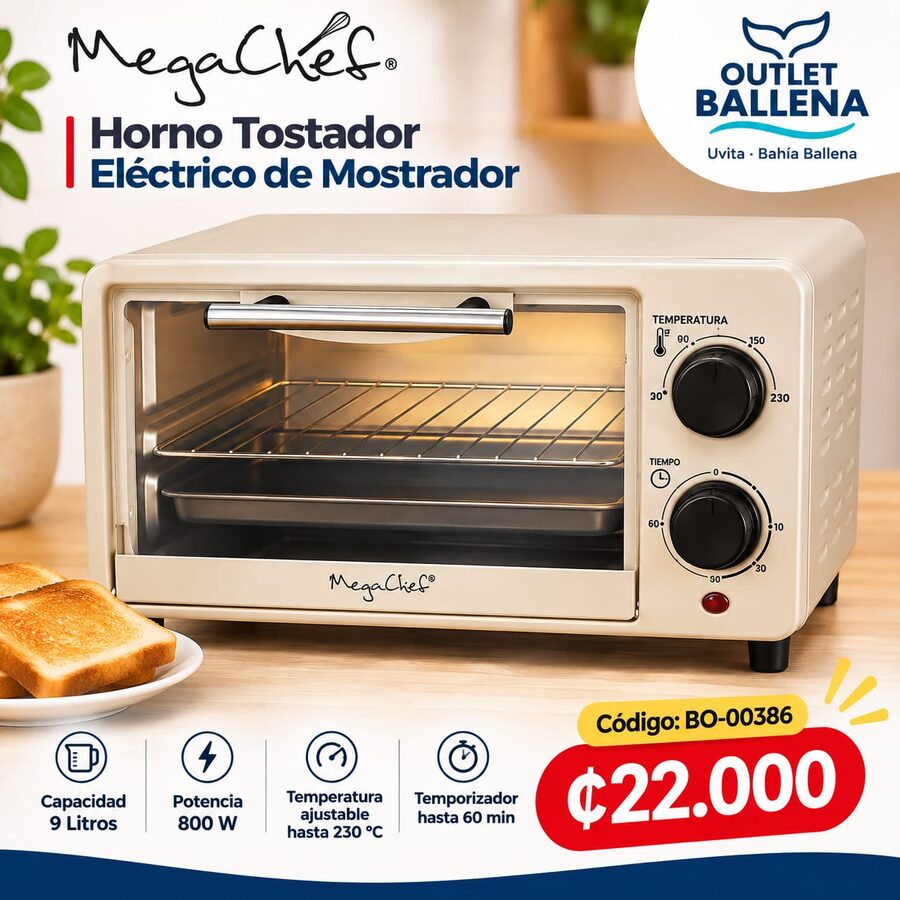 MegaChef®
Horno Tostador
Eléctrico de Mostrador
OUTLET
BALLENA
Uvita · Bahía Ballena
TEMPERATURA
90
150
230
TIEMPO
0
10
30
90
60
MegaChef®
Código: BO-00386
₡22.000
Capacidad
9 Litros
Potencia
800 W
Temperatura
ajustable
hasta 230 °C
Temporizador
hasta 60 min